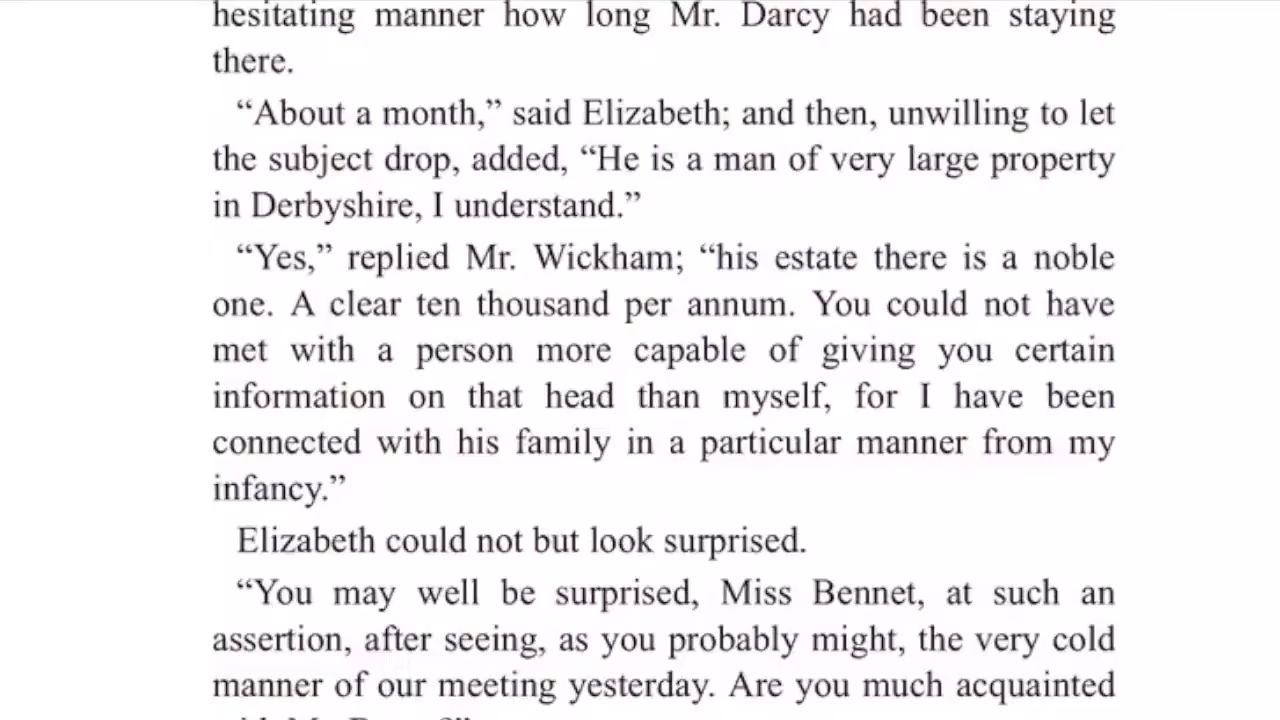 hesitating manner how long Mr. Darcy had been staying
there.
“About a month,” said Elizabeth; and then, unwilling to let
the subject drop, added, “He is a man of very large property
in Derbyshire, I understand.”
“Yes,” replied Mr. Wickham; “his estate there is a noble
one. A clear ten thousand per annum. You could not have
met with a person more capable of giving you certain
information on that head than myself, for I have been
connected with his family in a particular manner from my
infancy.”
Elizabeth could not but look surprised.
“You may well be surprised, Miss Bennet, at such an
assertion, after seeing, as you probably might, the very cold
manner of our meeting yesterday. Are you much acquainted